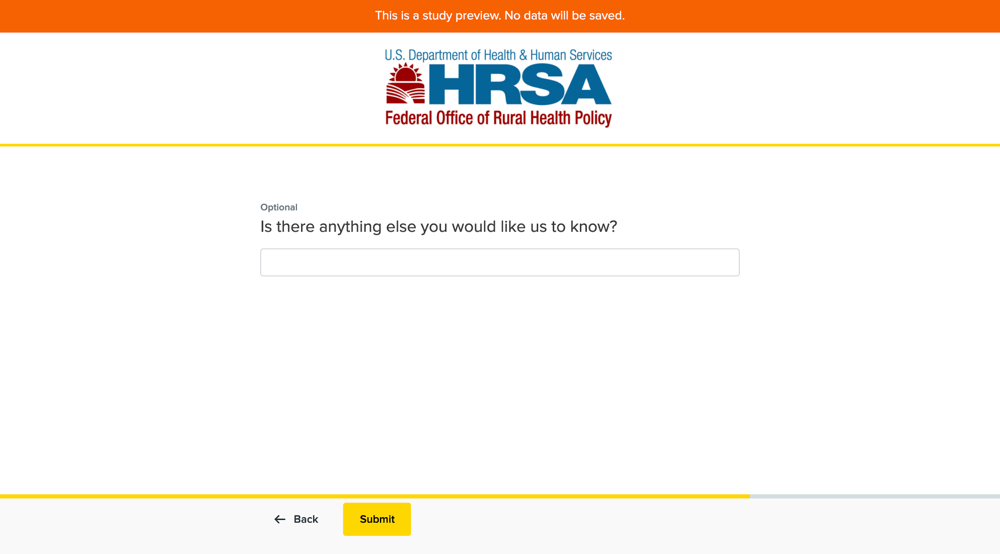 This is a study preview. No data will be saved.
U.S. Department of Health & Human Services
HRSA
Federal Office of Rural Health Policy
Optional
Is there anything else you would like us to know?
Back
Submit